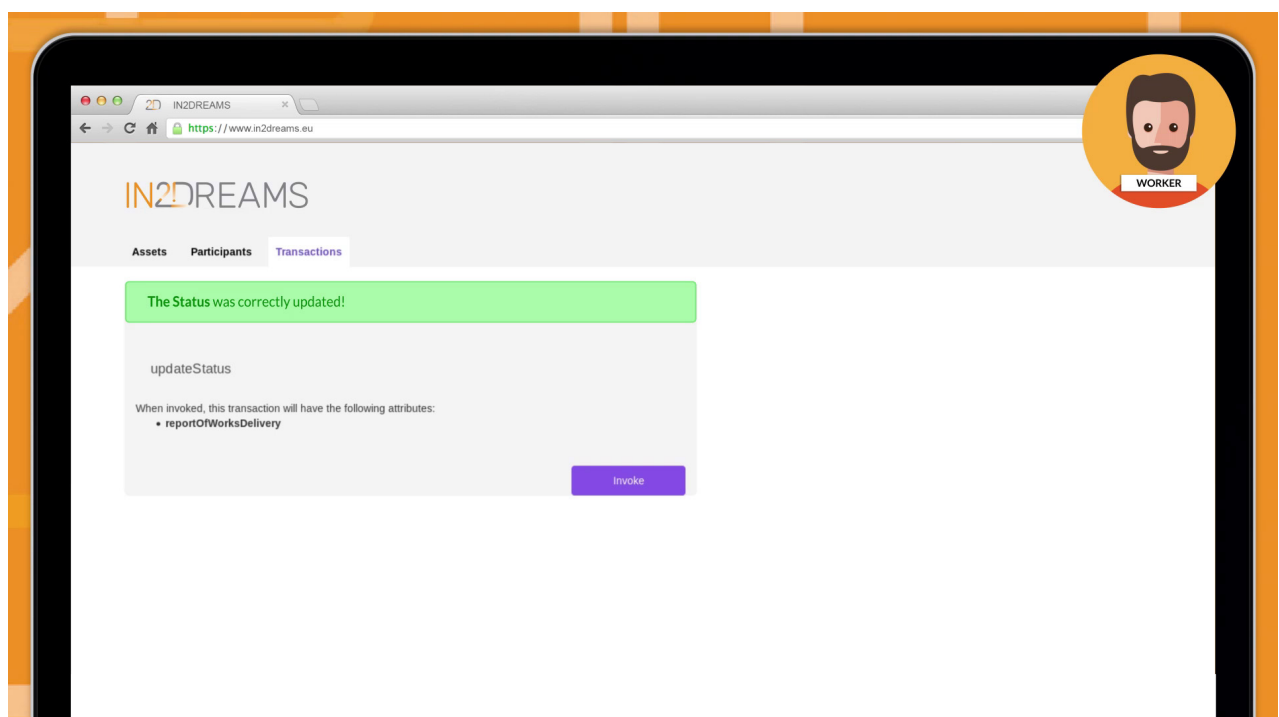 2D IN2DREAMS
https://www.in2dreams.eu
WORKER
IN2DREAMS
Assets Participants Transactions
The Status was correctly updated!
updateStatus
When invoked, this transaction will have the following attributes:
• reportOfWorksDelivery
Invoke